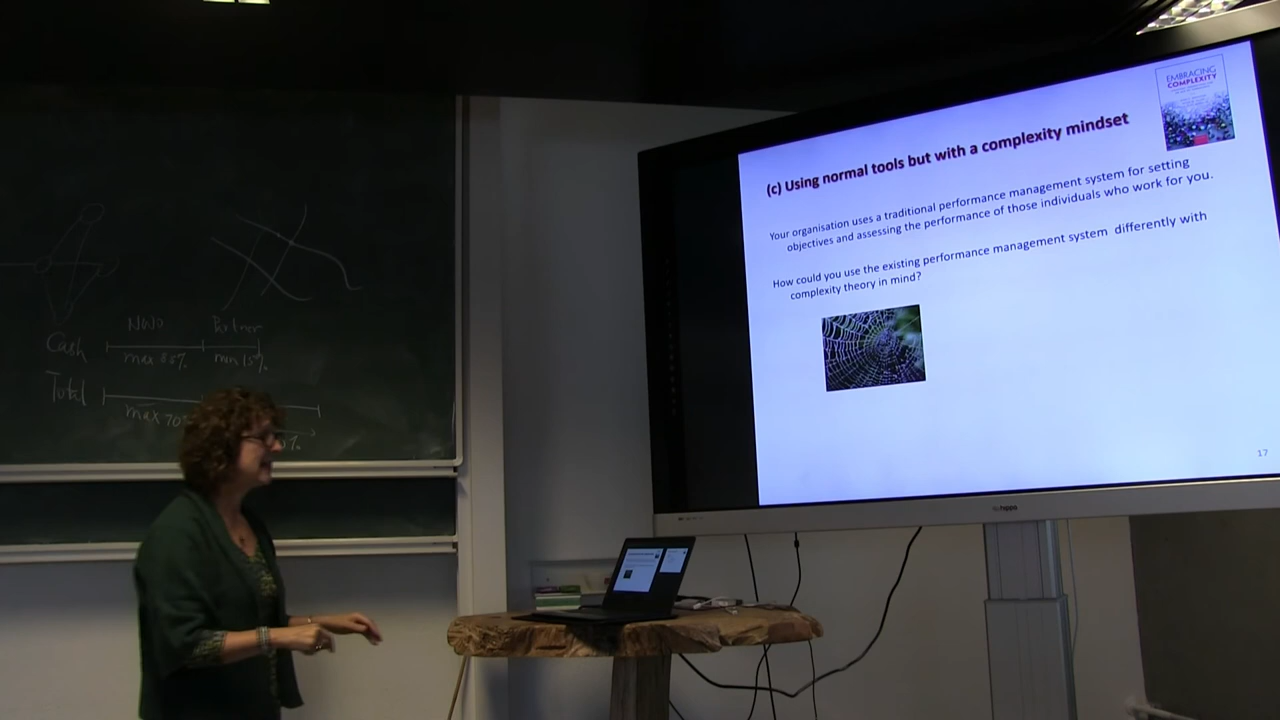 EMBRACING
COMPLEXITY
(c) Using normal tools but with a complexity mindset
Your organisation uses a traditional performance management system for setting
objectives and assessing the performance of those individuals who work for you.
How could you use the existing performance management system differently with
complexity theory in mind?
17
hippo
NWO
Cash
max 85%
min 15%
Total
max 70%